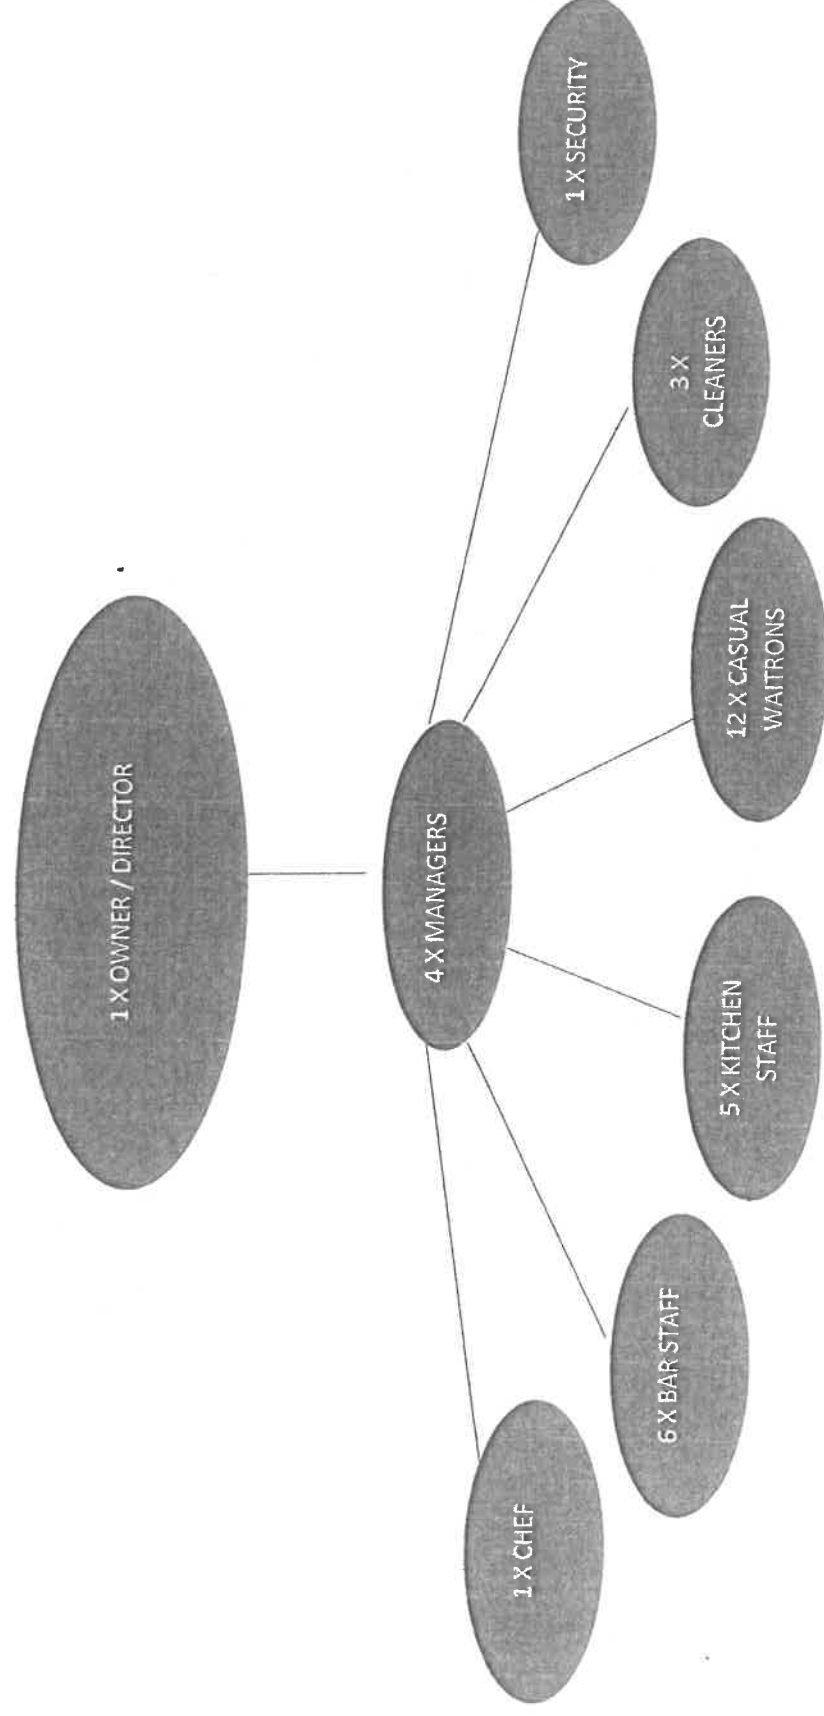 1 X OWNER / DIRECTOR
4 X MANAGERS
1 X CHEF
6 X BAR STAFF
5 X KITCHEN
STAFF
12 X CASUAL
WAITRONS
3 X
CLEANERS
1 X SECURITY